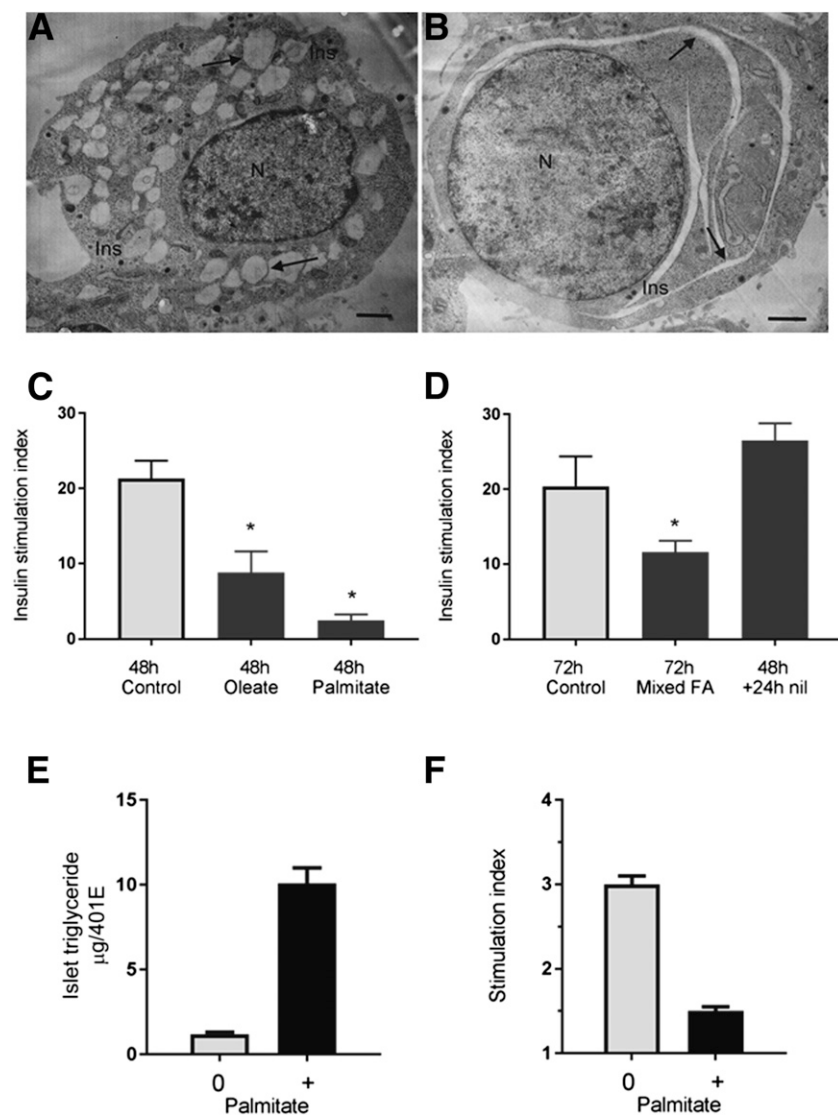 A
Ins
N
Ins
B
N
Ins
C
Insulin stimulation index
30
20
10
0
*
*
48h
Control
48h
Oleate
48h
Palmitate
D
Insulin stimulation index
30
20
10
0
*
72h
Control
72h
Mixed FA
48h
+24h nil
E
Islet triglyceride
µg/401E
15
10
5
0
0
+
Palmitate
F
Stimulation index
4
3
2
1
0
+
Palmitate